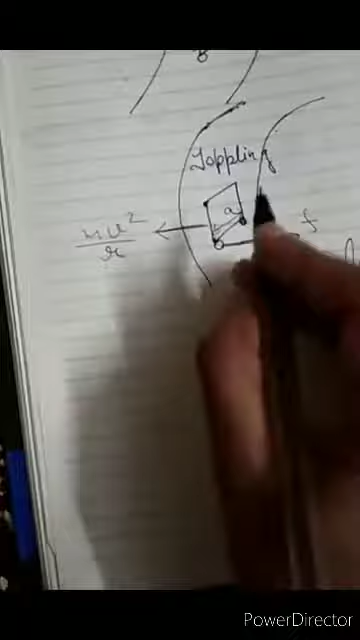 Toppling
a
mv²
r
f
PowerDirector